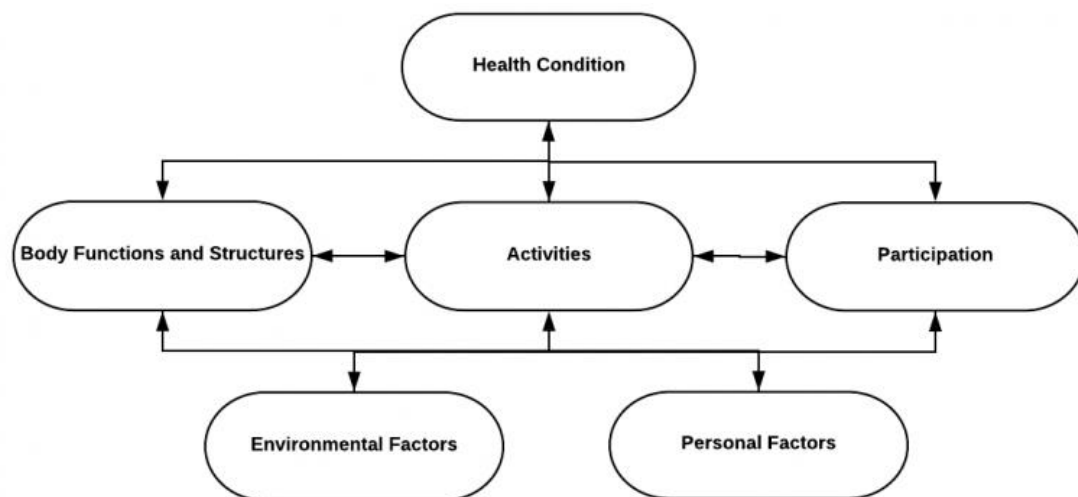 Health Condition
Body Functions and Structures
Activities
Participation
Environmental Factors
Personal Factors